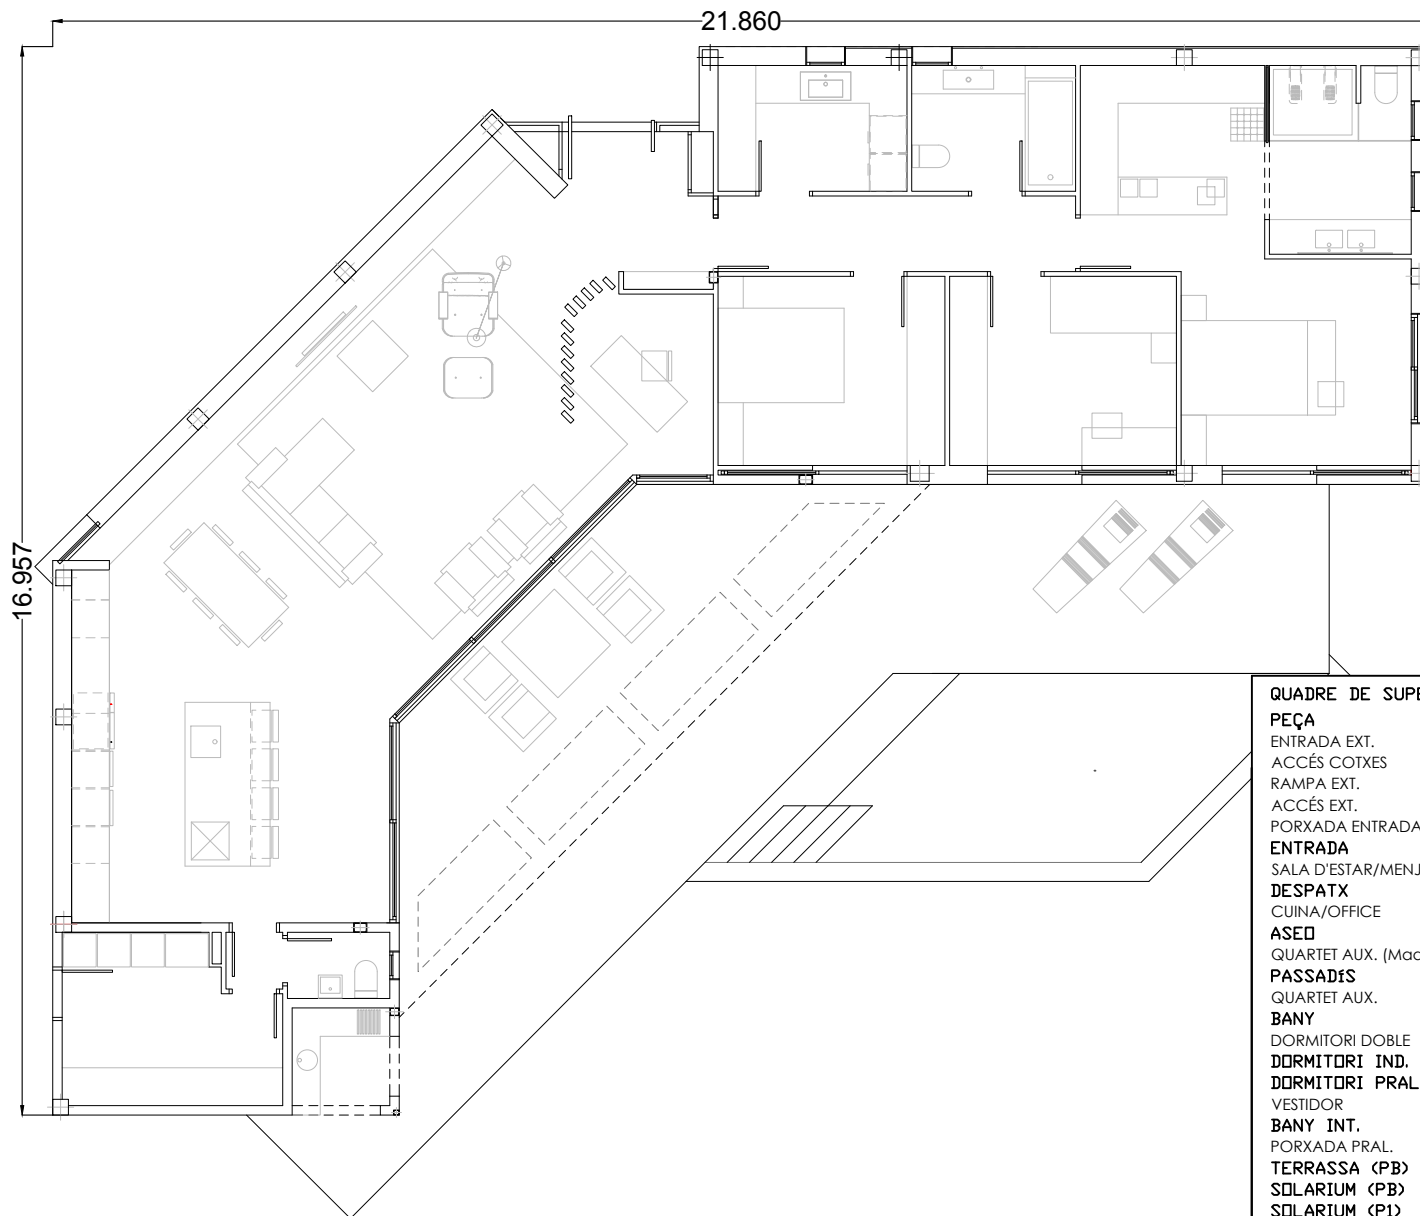 21.860
16.957
QUADRE DE SUPE
PEÇA
ENTRADA EXT.
ACCÉS COTXES
RAMPA EXT.
ACCÉS EXT.
PORXADA ENTRADA
ENTRADA
SALA D'ESTAR/MENJ
DESPATX
CUINA/OFFICE
ASEO
QUARTET AUX. (Maq
PASSADÍS
QUARTET AUX.
BANY
DORMITORI DOBLE
DORMITORI IND.
DORMITORI PRAL
VESTIDOR
BANY INT.
PORXADA PRAL.
TERRASSA (PB)
SOLARIUM (PB)
SOLARIUM (P1)